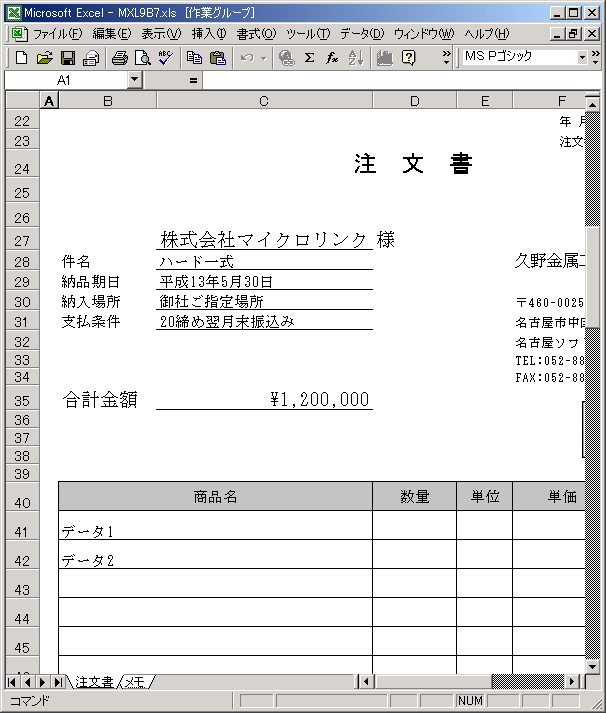 Microsoft Excel - MXL9B7.xls [作業グループ]
ファイル(F) 編集(E) 表示(V) 挿入(I) 書式(O) ツール(T) データ(D) ウィンドウ(W) ヘルプ(H)
MS Pゴシック
A1 =
A B C D E F
22 年 月
23 注文
24 注 文 書
25
26
27 株式会社マイクロリンク 様
28 件名 ハード一式 久野金属工
29 納品期日 平成13年5月30日
30 納入場所 御社ご指定場所 〒460-0025
31 支払条件 20締め翌月末振込み 名古屋市中区
32 名古屋ソフ
33 TEL:052-88
34 FAX:052-88
35 合計金額 ¥1,200,000
36
37
38
39
40 商品名 数量 単位 単価
41 データ1
42 データ2
43
44
45
注文書 メモ
コマンド NUM